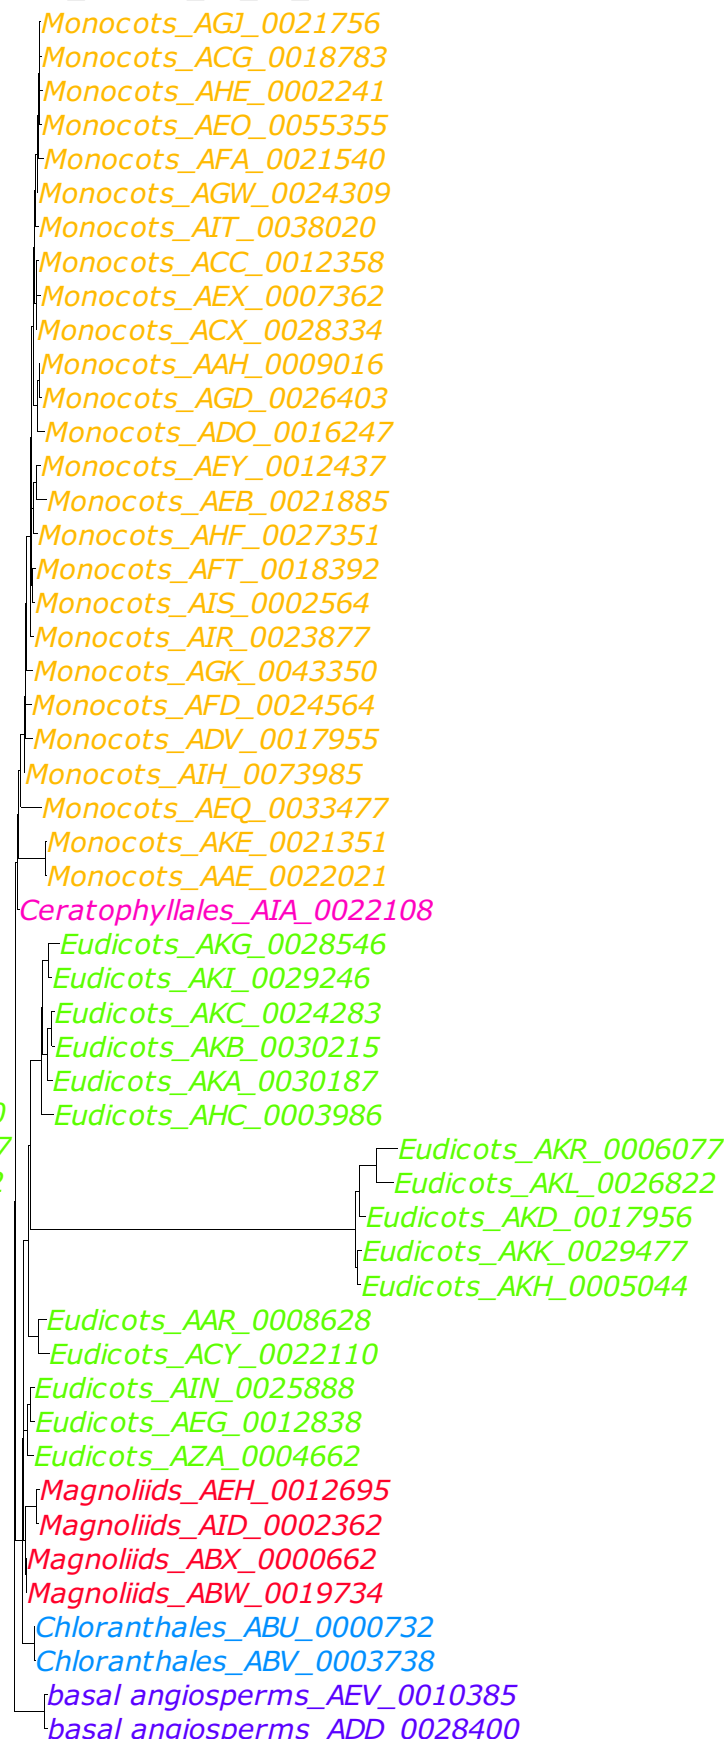 Monocots_AGJ_0021756
Monocots_ACG_0018783
Monocots_AHE_0002241
Monocots_AEO_0055355
Monocots_AFA_0021540
Monocots_AGW_0024309
Monocots_AIT_0038020
Monocots_ACC_0012358
Monocots_AEX_0007362
Monocots_ACX_0028334
Monocots_AAH_0009016
Monocots_AGD_0026403
Monocots_ADO_0016247
Monocots_AEY_0012437
Monocots_AEB_0021885
Monocots_AHF_0027351
Monocots_AFT_0018392
Monocots_AIS_0002564
Monocots_AIR_0023877
Monocots_AGK_0043350
Monocots_AFD_0024564
Monocots_ADV_0017955
Monocots_AIH_0073985
Monocots_AEQ_0033477
Monocots_AKE_0021351
Monocots_AAE_0022021
Ceratophyllales_AIA_0022108
Eudicots_AKG_0028546
Eudicots_AKI_0029246
Eudicots_AKC_0024283
Eudicots_AKB_0030215
Eudicots_AKA_0030187
Eudicots_AHC_0003986
Eudicots_AKR_0006077
Eudicots_AKL_0026822
Eudicots_AKD_0017956
Eudicots_AKK_0029477
Eudicots_AKH_0005044
Eudicots_AAR_0008628
Eudicots_ACY_0022110
Eudicots_AIN_0025888
Eudicots_AEG_0012838
Eudicots_AZA_0004662
Magnoliids_AEH_0012695
Magnoliids_AID_0002362
Magnoliids_ABX_0000662
Magnoliids_ABW_0019734
Chloranthales_ABU_0000732
Chloranthales_ABV_0003738
basal angiosperms_AEV_0010385
basal angiosperms_ADD_0028400